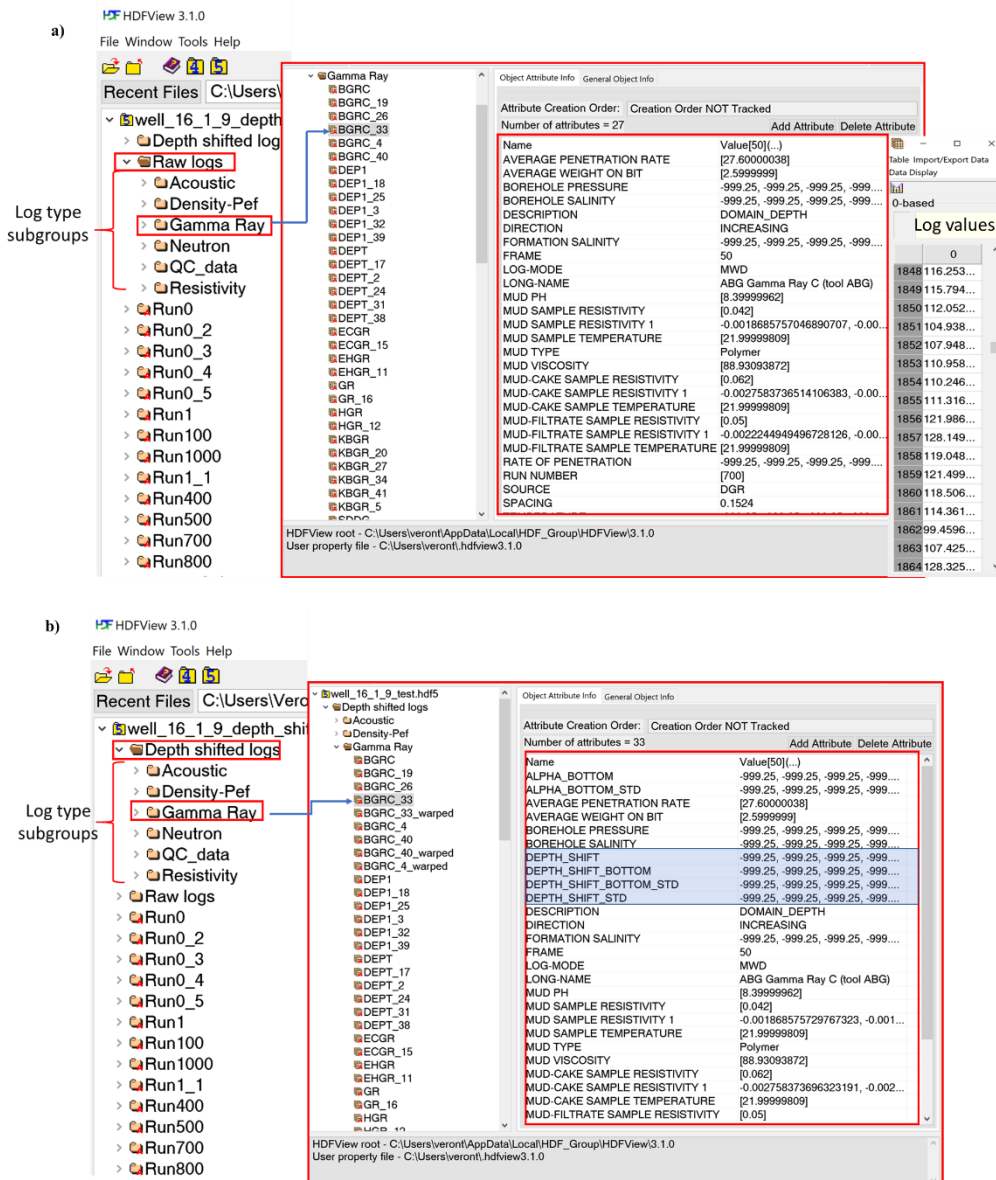 a)
HDF HDFView 3.1.0
File Window Tools Help
4 5
Recent Files C:\Users\
5 well_16_1_9_depth
Depth shifted log
Raw logs
Acoustic
Density-Pef
Gamma Ray
Neutron
QC_data
Resistivity
Run0
Run0_2
Run0_3
Run0_4
Run0_5
Run1
Run100
Run1000
Run1_1
Run400
Run500
Run700
Run800
Log type
subgroups
Gamma Ray
BGRC
BGRC_19
BGRC_26
BGRC_33
BGRC_4
BGRC_40
DEP1
DEP1_18
DEP1_25
DEP1_3
DEP1_32
DEP1_39
DEPT
DEPT_17
DEPT_2
DEPT_24
DEPT_31
DEPT_38
ECGR
ECGR_15
EHGR
EHGR_11
GR
GR_16
HGR
HGR_12
KBGR_20
KBGR_27
KBGR_34
KBGR_41
KBGR_5
Object Attribute Info General Object Info
Attribute Creation Order: Creation Order NOT Tracked
Number of attributes = 27 Add Attribute Delete Attribute
Name Value[50](...)
AVERAGE PENETRATION RATE [27.60000038]
AVERAGE WEIGHT ON BIT [2.5999999]
BOREHOLE PRESSURE -999.25, -999.25, -999.25, -999....
BOREHOLE SALINITY -999.25, -999.25, -999.25, -999....
DESCRIPTION DOMAIN_DEPTH
DIRECTION INCREASING
FORMATION SALINITY -999.25, -999.25, -999.25, -999....
FRAME 50
LOG-MODE MWD
LONG-NAME ABG Gamma Ray C (tool ABG)
MUD PH [8.39999962]
MUD SAMPLE RESISTIVITY [0.042]
MUD SAMPLE RESISTIVITY 1 -0.0018685757046890707, -0.00...
MUD SAMPLE TEMPERATURE [21.99999809]
MUD TYPE Polymer
MUD VISCOSITY [88.93093872]
MUD-CAKE SAMPLE RESISTIVITY [0.062]
MUD-CAKE SAMPLE RESISTIVITY 1 -0.0027583736514106383, -0.00...
MUD-CAKE SAMPLE TEMPERATURE [21.99999809]
MUD-FILTRATE SAMPLE RESISTIVITY [0.05]
MUD-FILTRATE SAMPLE RESISTIVITY 1 -0.0022244949496728126, -0.00...
MUD-FILTRATE SAMPLE TEMPERATURE [21.99999809]
RATE OF PENETRATION -999.25, -999.25, -999.25, -999....
RUN NUMBER [700]
SOURCE DGR
SPACING 0.1524
HDFView root - C:\Users\veront\AppData\Local\HDF_Group\HDFView\3.1.0
User property file - C:\Users\veront\.hdfview3.1.0
Table Import/Export Data
Data Display
0-based
Log values
0
1848 116.253...
1849 115.794...
1850 112.052...
1851 104.938...
1852 107.948...
1853 110.958...
1854 110.246...
1855 111.316...
1856 121.986...
1857 128.149...
1858 119.048...
1859 121.499...
1860 118.506...
1861 114.361...
1862 99.4596...
1863 107.425...
1864 128.325...
b)
HDF HDFView 3.1.0
File Window Tools Help
4 5
Recent Files C:\Users\Vero
5 well_16_1_9_depth_shif
Depth shifted logs
Acoustic
Density-Pef
Gamma Ray
Neutron
QC_data
Resistivity
Raw logs
Run0
Run0_2
Run0_3
Run0_4
Run0_5
Run1
Run100
Run1000
Run1_1
Run400
Run500
Run700
Run800
Log type
subgroups
5 well_16_1_9_test.hdf5
Depth shifted logs
Acoustic
Density-Pef
Gamma Ray
BGRC
BGRC_19
BGRC_26
BGRC_33
BGRC_33_warped
BGRC_4
BGRC_40
BGRC_40_warped
BGRC_4_warped
DEP1
DEP1_18
DEP1_25
DEP1_3
DEP1_32
DEP1_39
DEPT
DEPT_17
DEPT_2
DEPT_24
DEPT_31
DEPT_38
ECGR
ECGR_15
EHGR
EHGR_11
GR
GR_16
HGR
HGR_12
Object Attribute Info General Object Info
Attribute Creation Order: Creation Order NOT Tracked
Number of attributes = 33 Add Attribute Delete Attribute
Name Value[50](...)
ALPHA_BOTTOM -999.25, -999.25, -999.25, -999....
ALPHA_BOTTOM_STD -999.25, -999.25, -999.25, -999....
AVERAGE PENETRATION RATE [27.60000038]
AVERAGE WEIGHT ON BIT [2.5999999]
BOREHOLE PRESSURE -999.25, -999.25, -999.25, -999....
BOREHOLE SALINITY -999.25, -999.25, -999.25, -999....
DEPTH_SHIFT -999.25, -999.25, -999.25, -999....
DEPTH_SHIFT_BOTTOM -999.25, -999.25, -999.25, -999....
DEPTH_SHIFT_BOTTOM_STD -999.25, -999.25, -999.25, -999....
DEPTH_SHIFT_STD -999.25, -999.25, -999.25, -999....
DESCRIPTION DOMAIN_DEPTH
DIRECTION INCREASING
FORMATION SALINITY -999.25, -999.25, -999.25, -999....
FRAME 50
LOG-MODE MWD
LONG-NAME ABG Gamma Ray C (tool ABG)
MUD PH [8.39999962]
MUD SAMPLE RESISTIVITY [0.042]
MUD SAMPLE RESISTIVITY 1 -0.001868575729767323, -0.001...
MUD SAMPLE TEMPERATURE [21.99999809]
MUD TYPE Polymer
MUD VISCOSITY [88.93093872]
MUD-CAKE SAMPLE RESISTIVITY [0.062]
MUD-CAKE SAMPLE RESISTIVITY 1 -0.002758373696323191, -0.002...
MUD-CAKE SAMPLE TEMPERATURE [21.99999809]
MUD-FILTRATE SAMPLE RESISTIVITY [0.05]
HDFView root - C:\Users\veront\AppData\Local\HDF_Group\HDFView\3.1.0
User property file - C:\Users\veront\.hdfview3.1.0